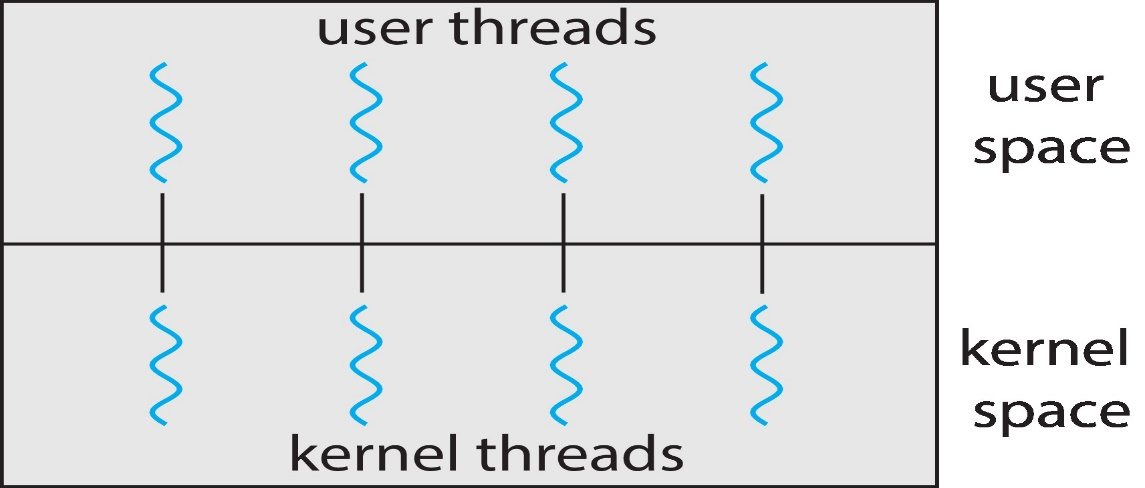 user threads
user
space
kernel
space
kernel threads